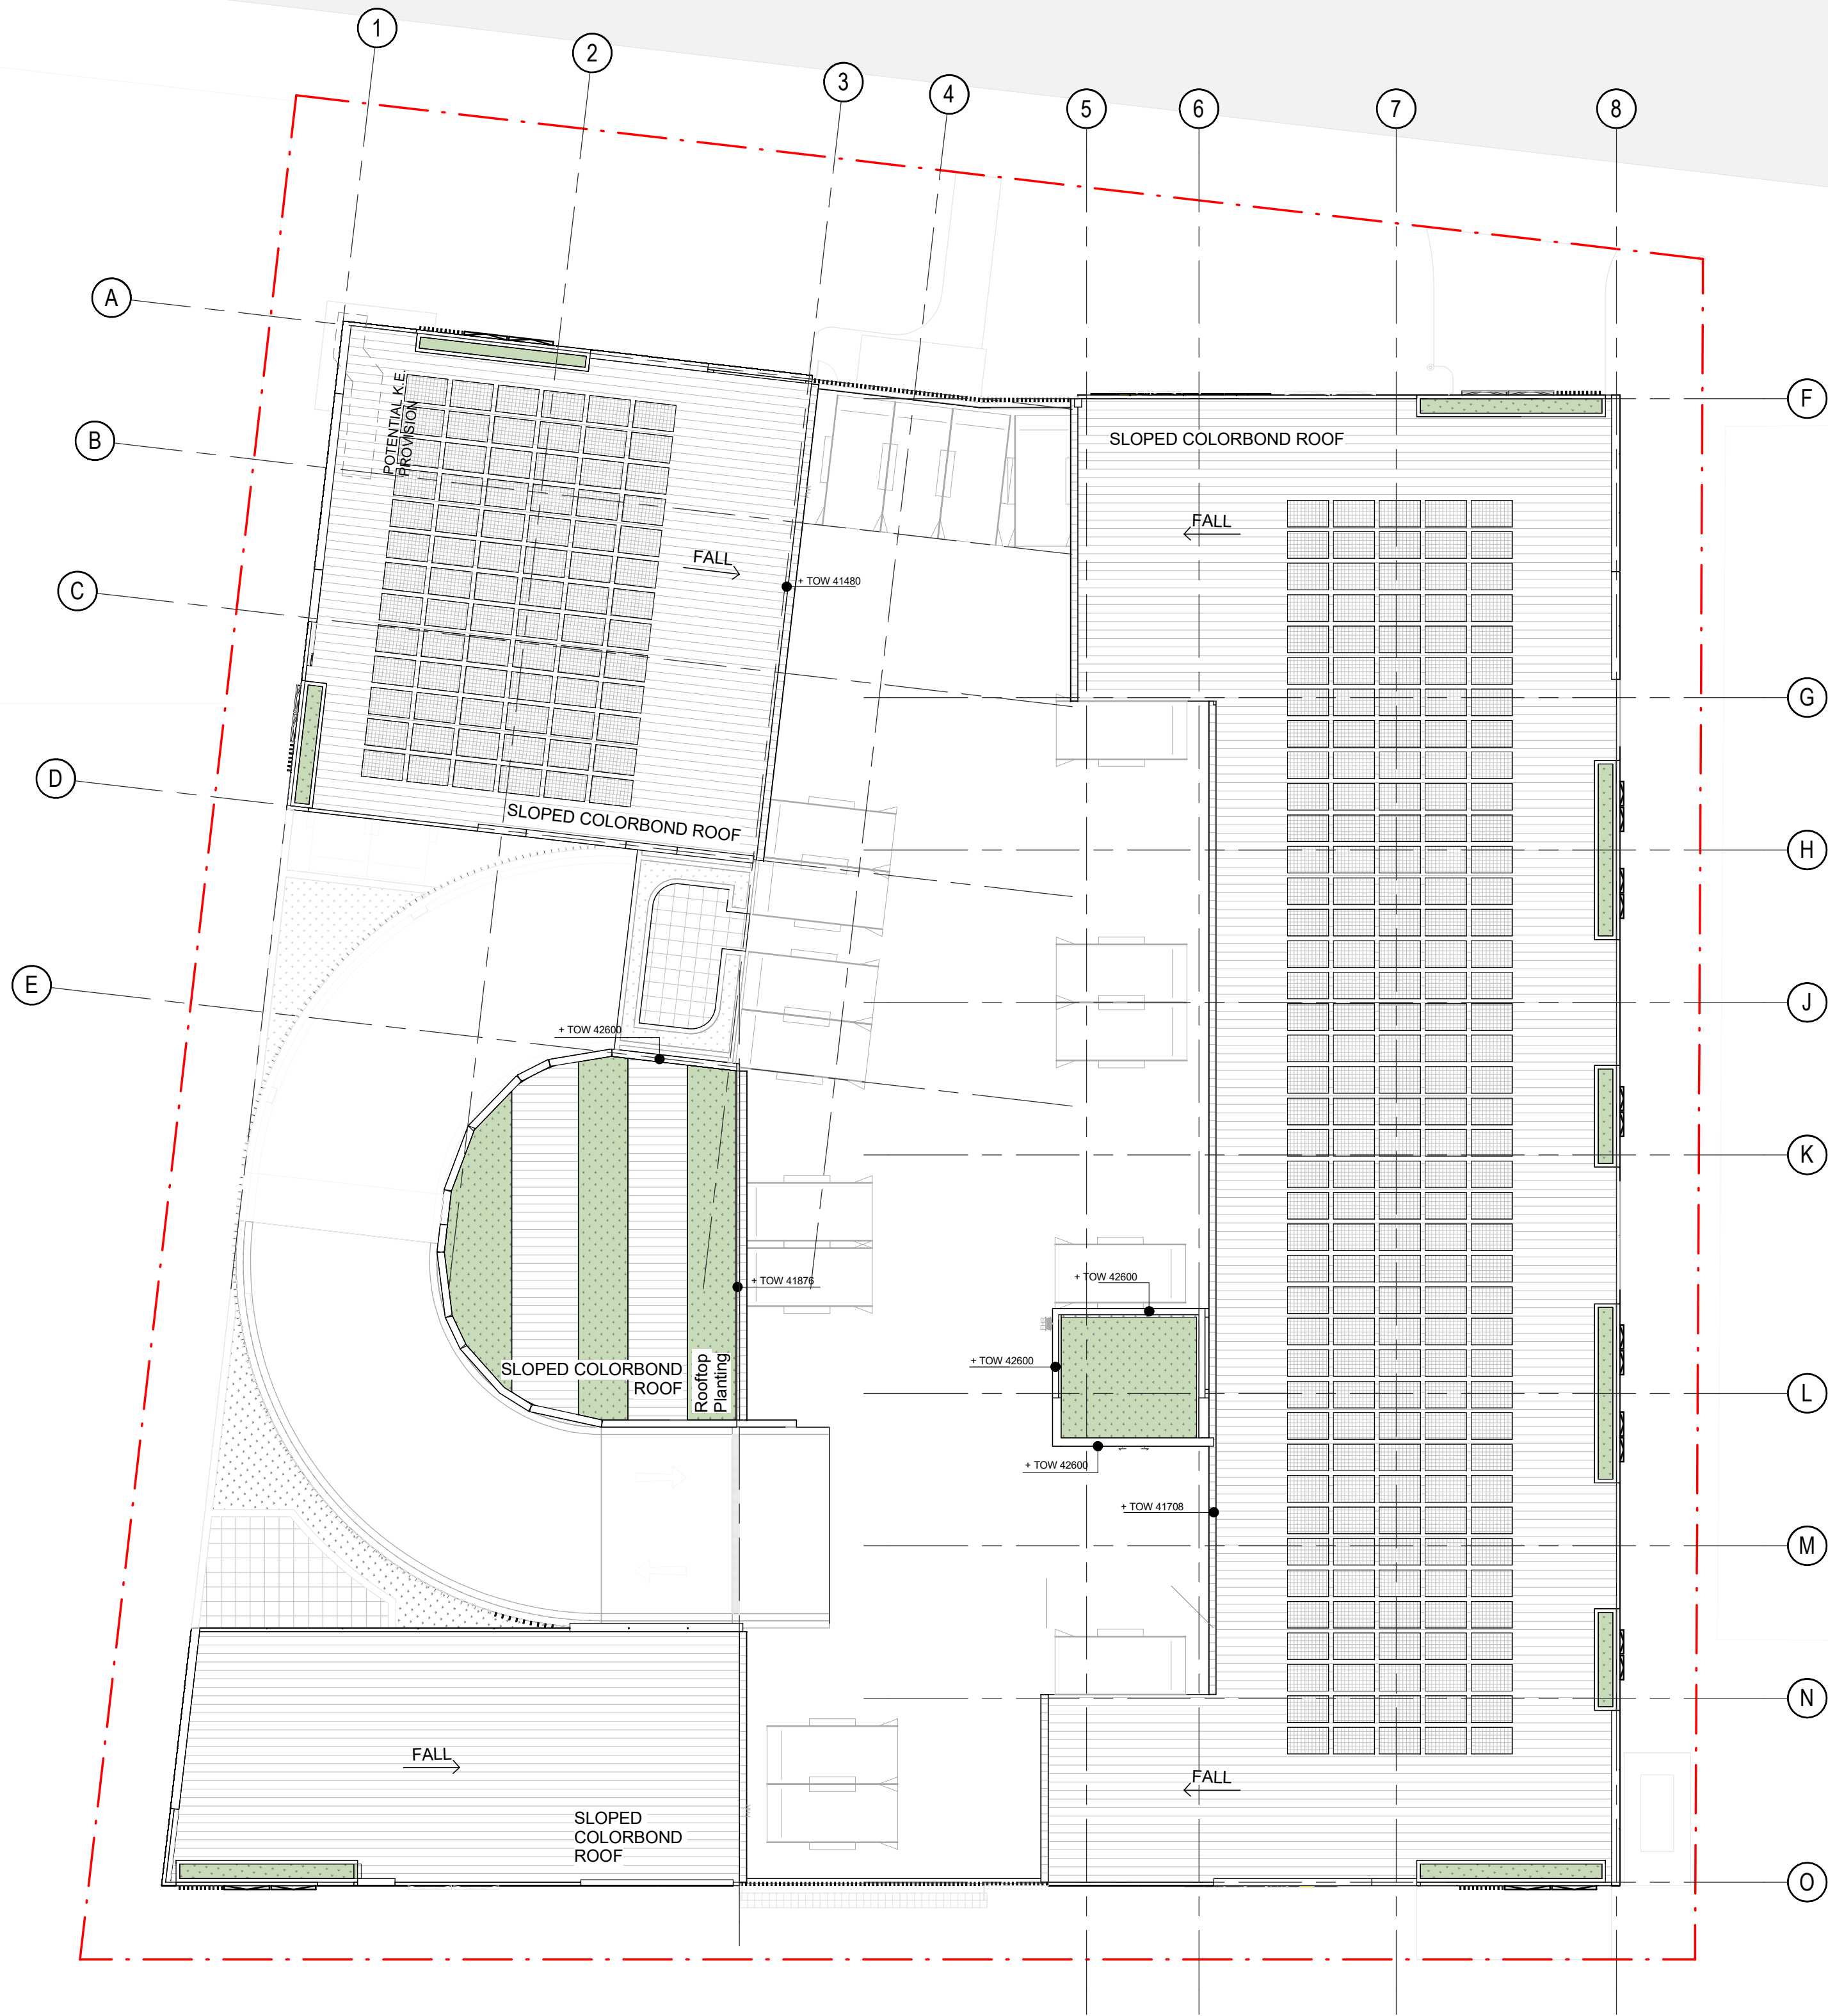 1
2
3
4
5
6
7
8
A
B
C
D
E
F
G
H
J
K
L
M
N
O
POTENTIAL K.E.
PROVISION
FALL
+ TOW 41480
SLOPED COLORBOND ROOF
SLOPED COLORBOND ROOF
FALL
+ TOW 42600
+ TOW 41876
SLOPED COLORBOND
ROOF
Rooftop
Planting
+ TOW 42600
+ TOW 42600
+ TOW 42600
+ TOW 41708
FALL
SLOPED
COLORBOND
ROOF
FALL